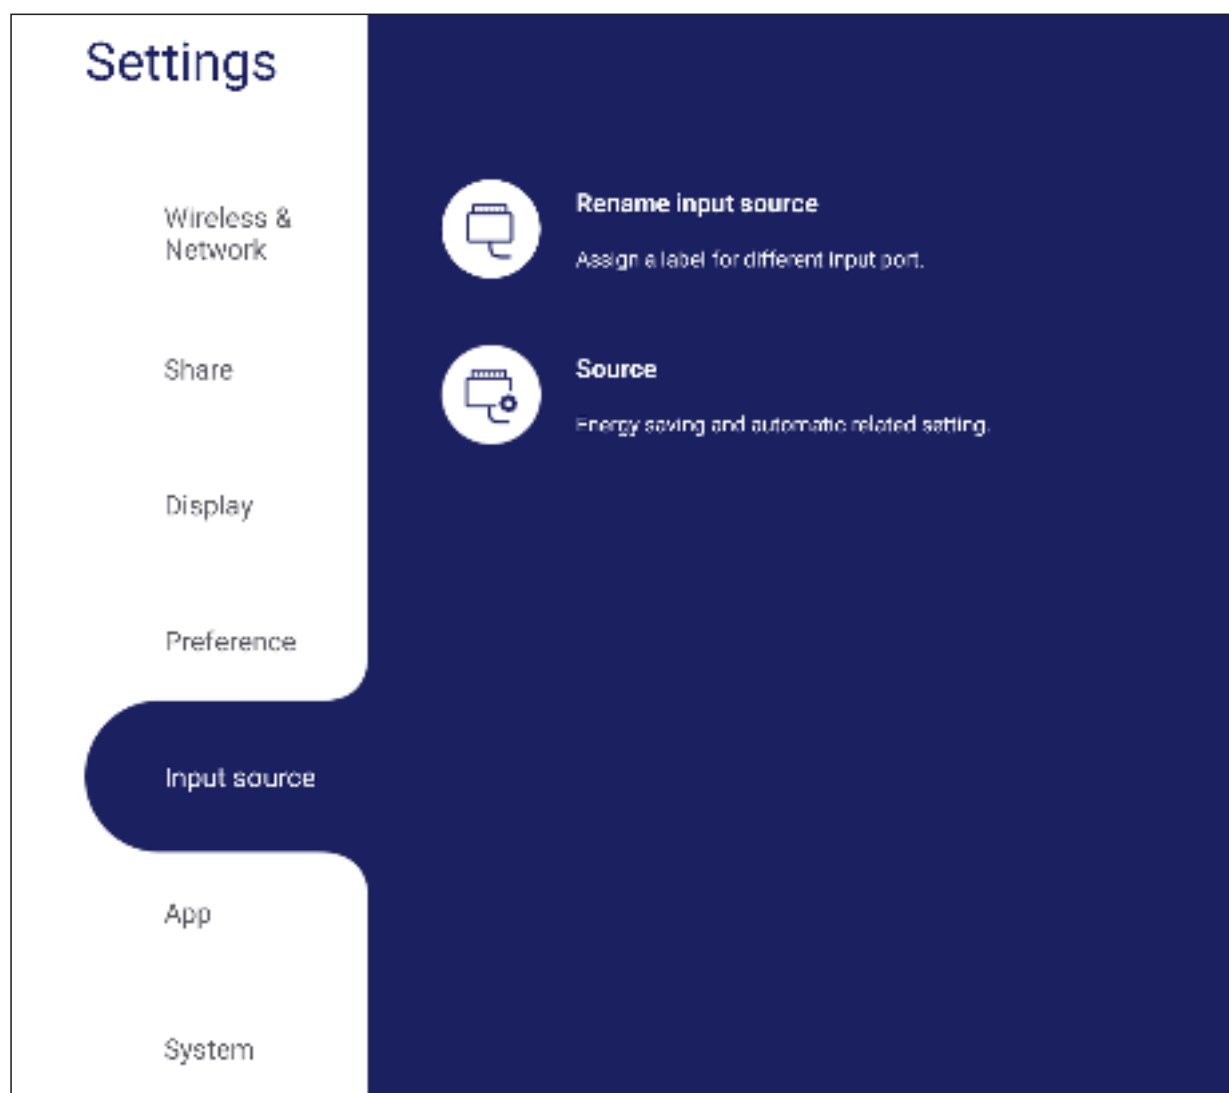 Settings
Wireless &
Network
Share
Display
Preference
Input source
App
System
Rename input source
Assign a label for different input port.
Source
Energy saving and automatic related setting.